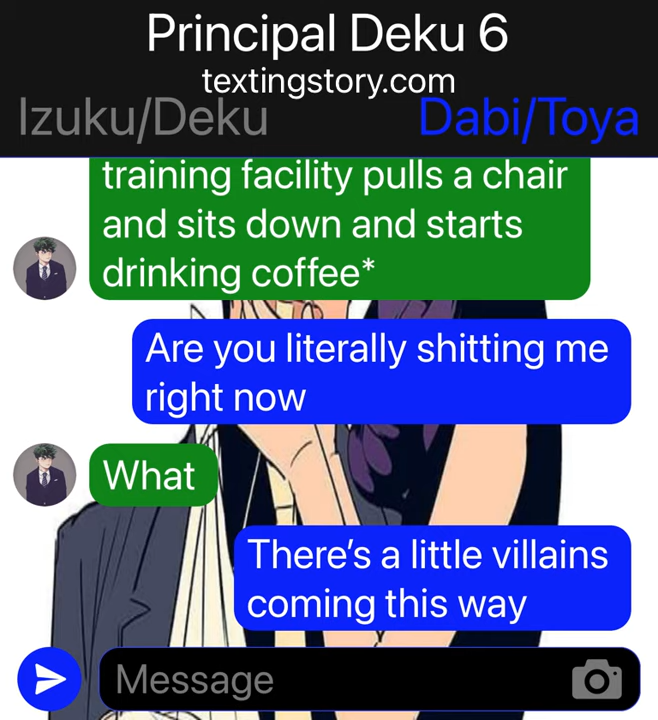 Principal Deku 6
textingstory.com
Izuku/Deku Dabi/Toya
training facility pulls a chair
and sits down and starts
drinking coffee*
Are you literally shitting me
right now
What
There's a little villains
coming this way
Message